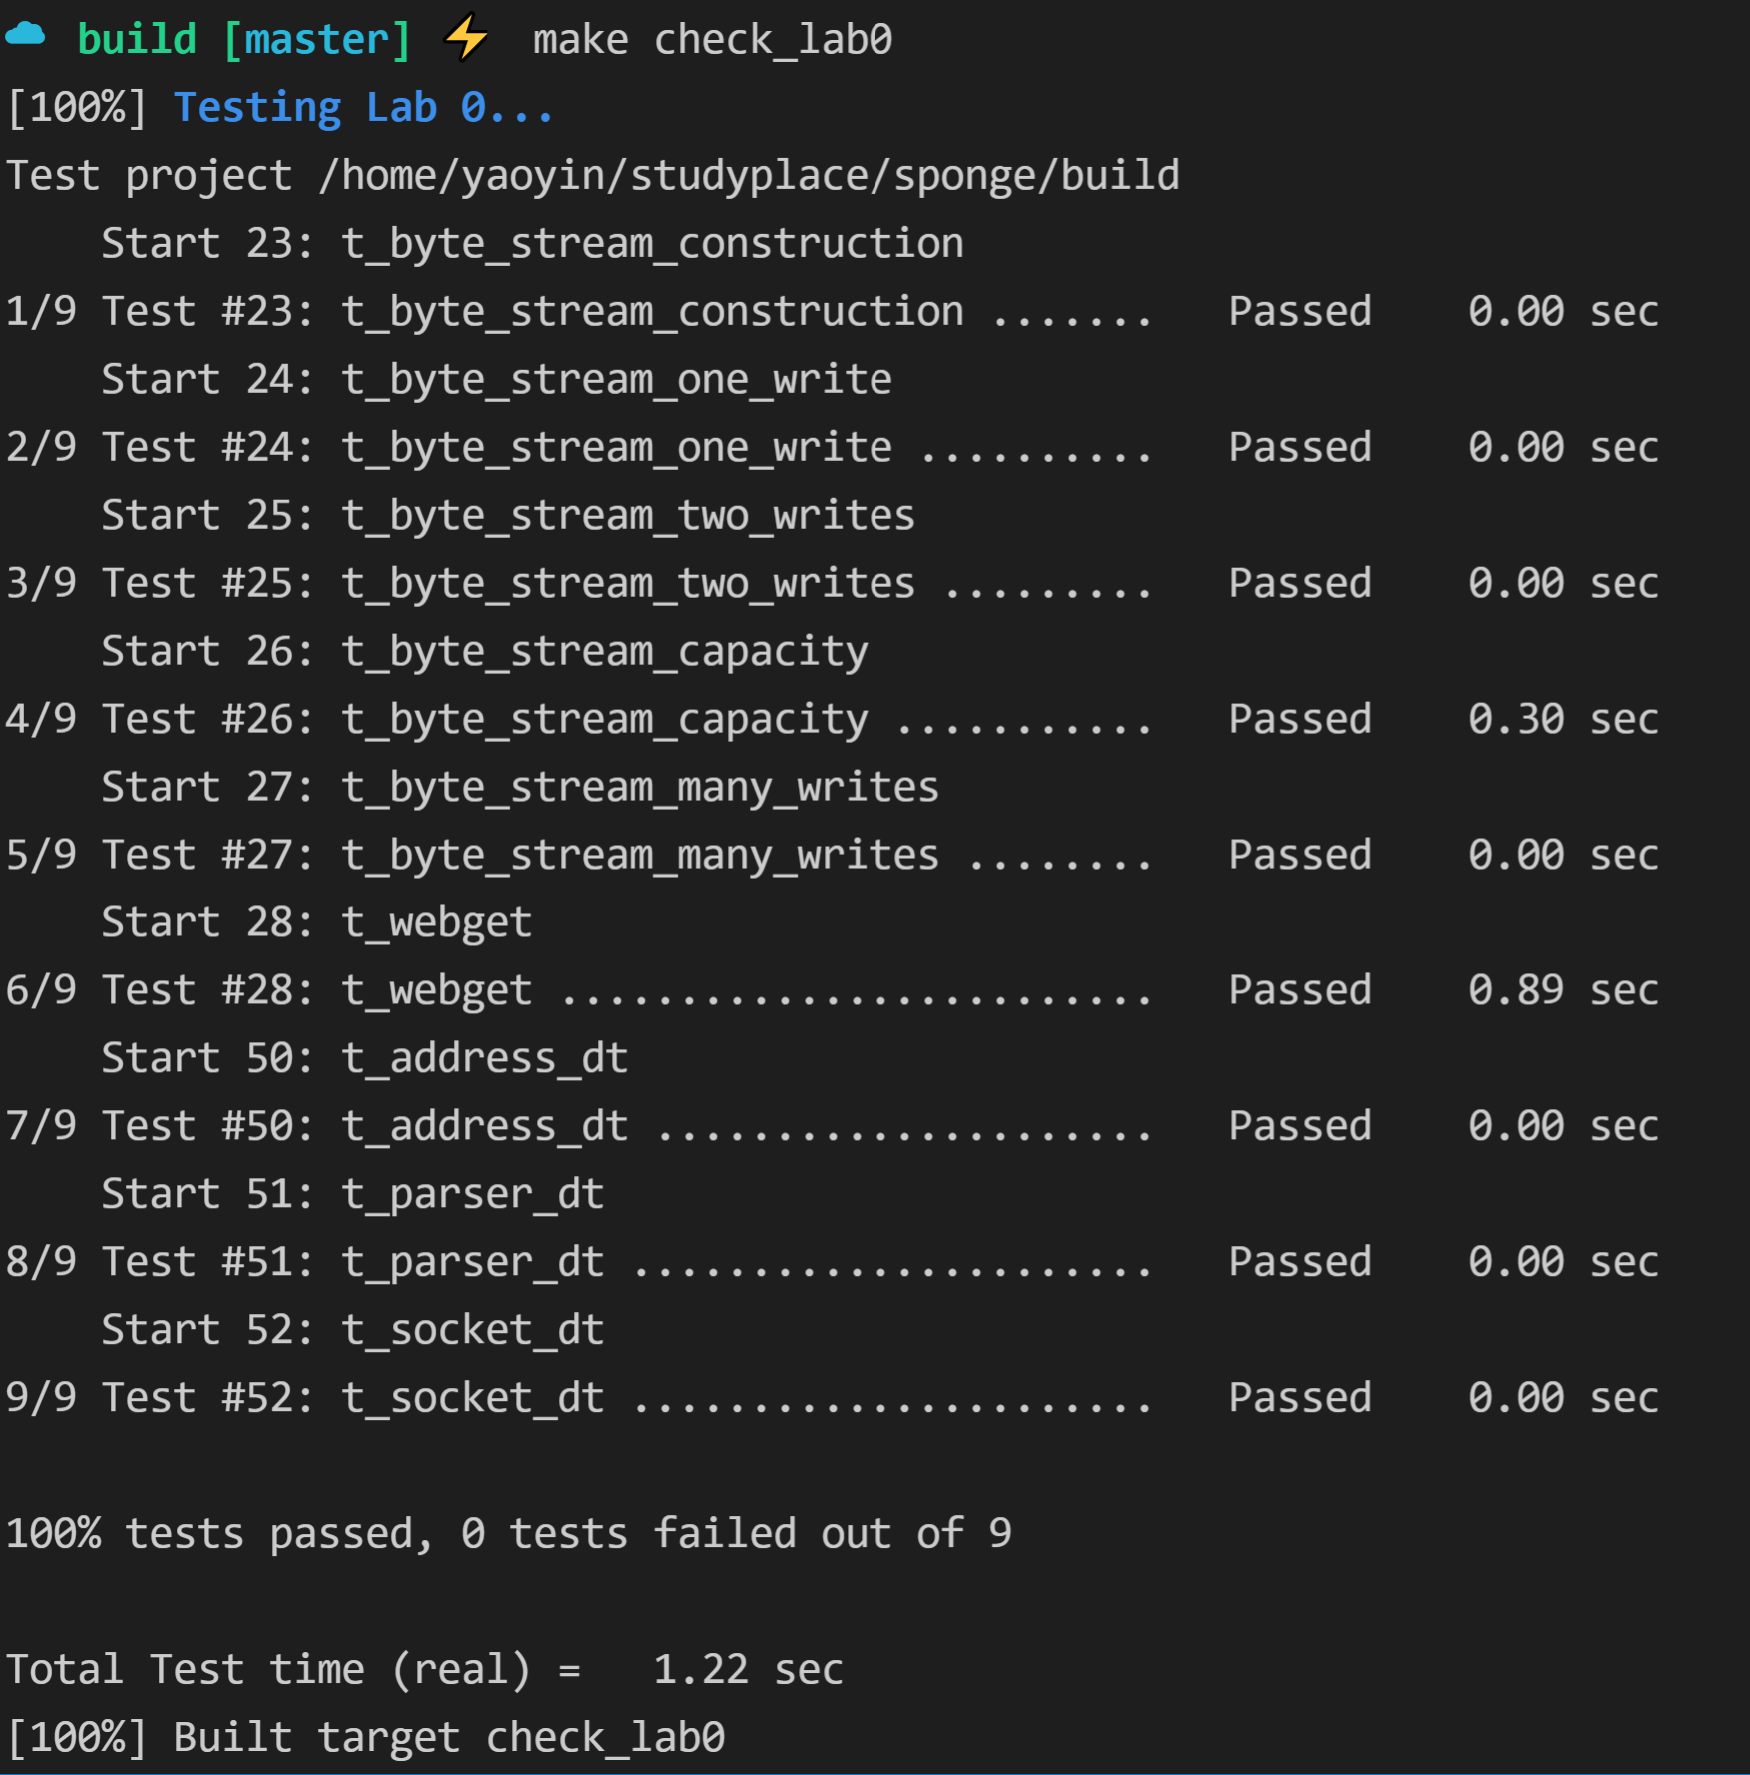 build [master] ⚡ make check_lab0
[100%] Testing Lab 0...
Test project /home/yaoyin/studyplace/sponge/build
    Start 23: t_byte_stream_construction
1/9 Test #23: t_byte_stream_construction .......   Passed    0.00 sec
    Start 24: t_byte_stream_one_write
2/9 Test #24: t_byte_stream_one_write ..........   Passed    0.00 sec
    Start 25: t_byte_stream_two_writes
3/9 Test #25: t_byte_stream_two_writes .........   Passed    0.00 sec
    Start 26: t_byte_stream_capacity
4/9 Test #26: t_byte_stream_capacity ...........   Passed    0.30 sec
    Start 27: t_byte_stream_many_writes
5/9 Test #27: t_byte_stream_many_writes ........   Passed    0.00 sec
    Start 28: t_webget
6/9 Test #28: t_webget .........................   Passed    0.89 sec
    Start 50: t_address_dt
7/9 Test #50: t_address_dt .....................   Passed    0.00 sec
    Start 51: t_parser_dt
8/9 Test #51: t_parser_dt ......................   Passed    0.00 sec
    Start 52: t_socket_dt
9/9 Test #52: t_socket_dt ......................   Passed    0.00 sec
100% tests passed, 0 tests failed out of 9
Total Test time (real) =   1.22 sec
[100%] Built target check_lab0